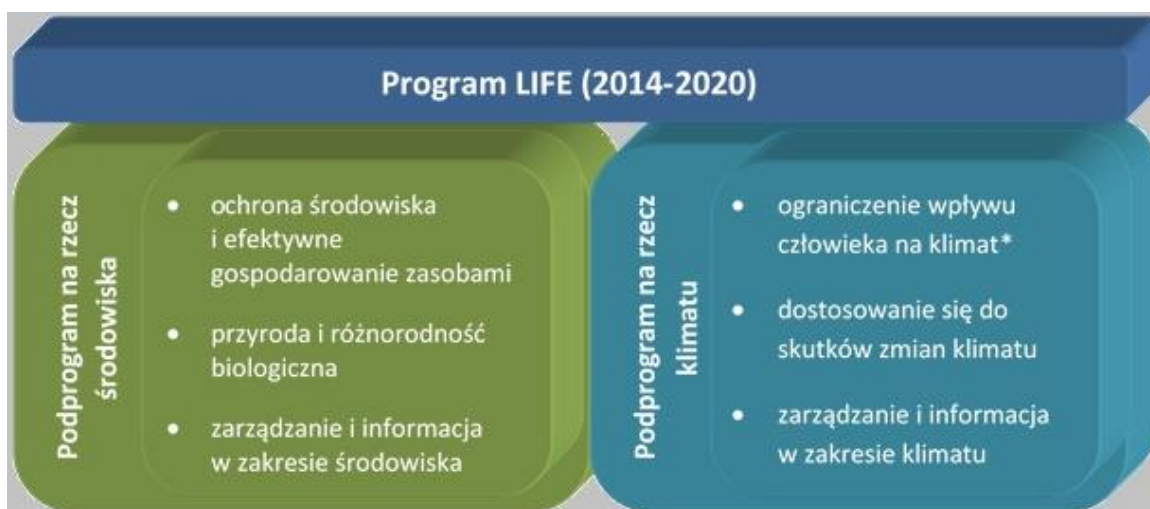 Program LIFE (2014-2020)
Podprogram na rzecz
środowiska
• ochrona środowiska
i efektywne
gospodarowanie zasobami
• przyroda i różnorodność
biologiczna
• zarządzanie i informacja
w zakresie środowiska
Podprogram na rzecz
klimatu
• ograniczenie wpływu
człowieka na klimat*
• dostosowanie się do
skutków zmian klimatu
• zarządzanie i informacja
w zakresie klimatu